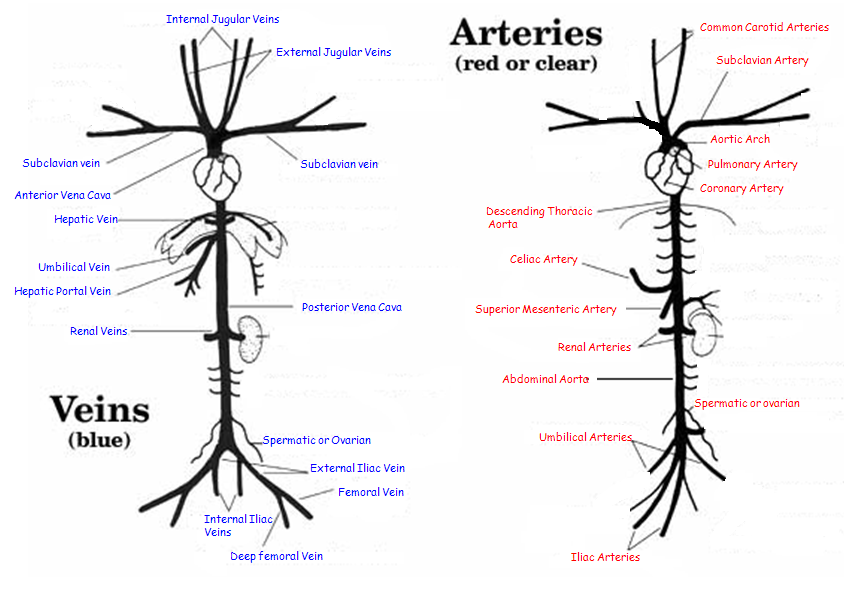 Internal Jugular Veins
External Jugular Veins
Subclavian vein
Subclavian vein
Anterior Vena Cava
Hepatic Vein
Umbilical Vein
Hepatic Portal Vein
Posterior Vena Cava
Renal Veins
Veins
(blue)
Spermatic or Ovarian
External Iliac Vein
Femoral Vein
Internal Iliac
Veins
Deep femoral Vein
Arteries
(red or clear)
Common Carotid Arteries
Subclavian Artery
Aortic Arch
Pulmonary Artery
Coronary Artery
Descending Thoracic
Aorta
Celiac Artery
Superior Mesenteric Artery
Renal Arteries
Abdominal Aorta
Spermatic or ovarian
Umbilical Arteries
Iliac Arteries